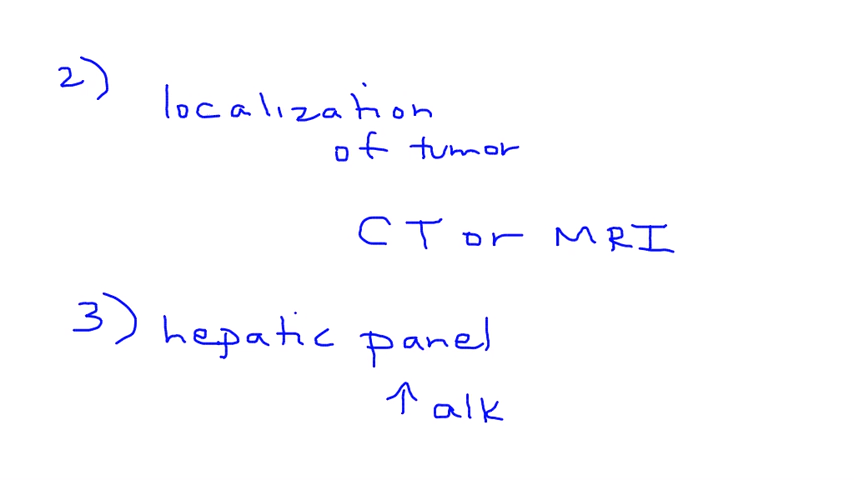 2) localization
of tumor
CT or MRI
3) hepatic panel
↑ alk